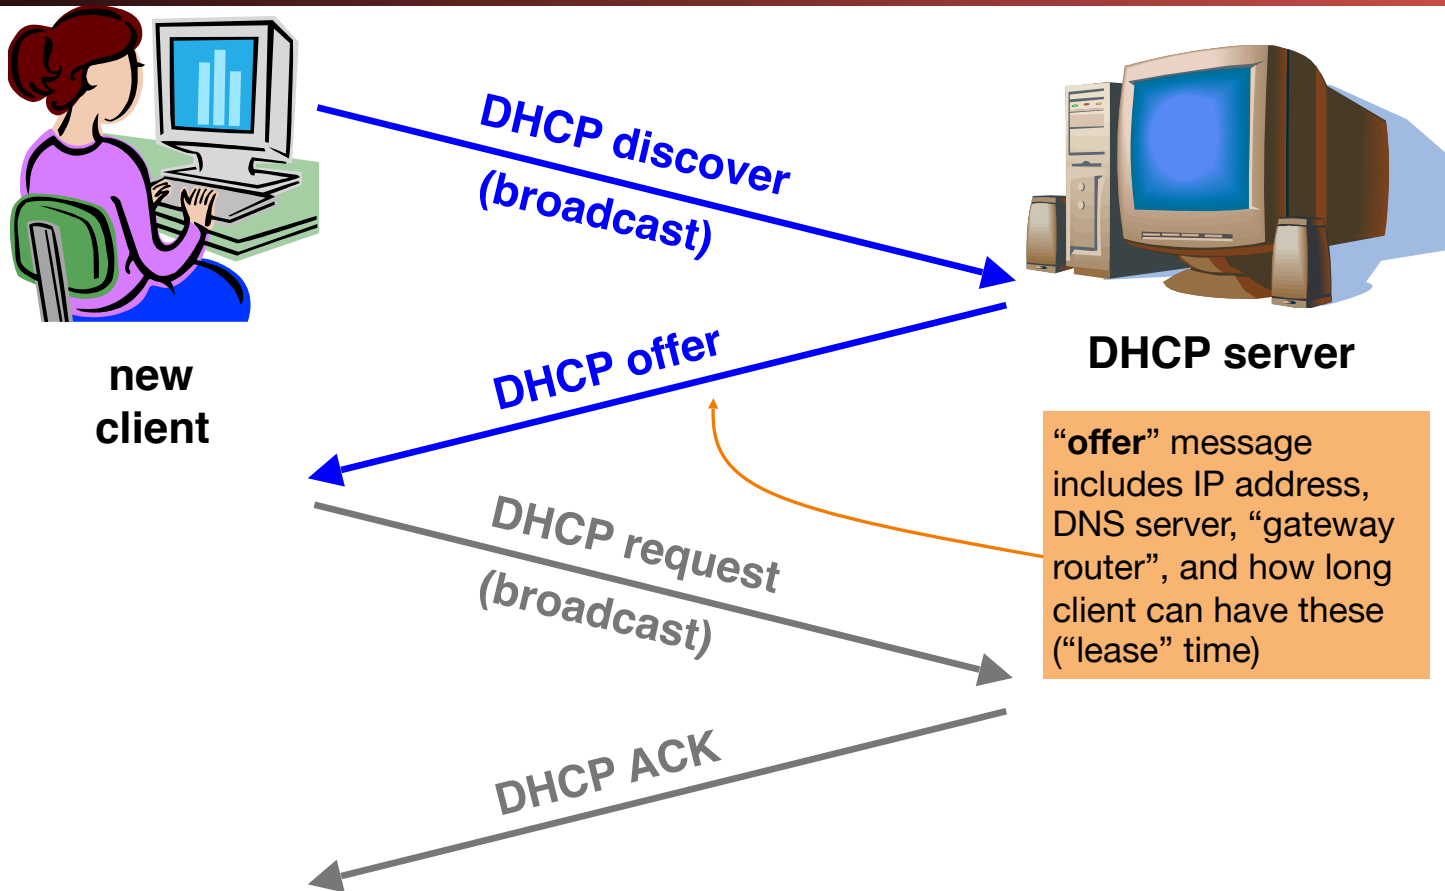 DHCP discover
(broadcast)
DHCP offer
new
client
DHCP server
“offer” message
includes IP address,
DNS server, “gateway
router”, and how long
client can have these
(“lease” time)
DHCP request
(broadcast)
DHCP ACK